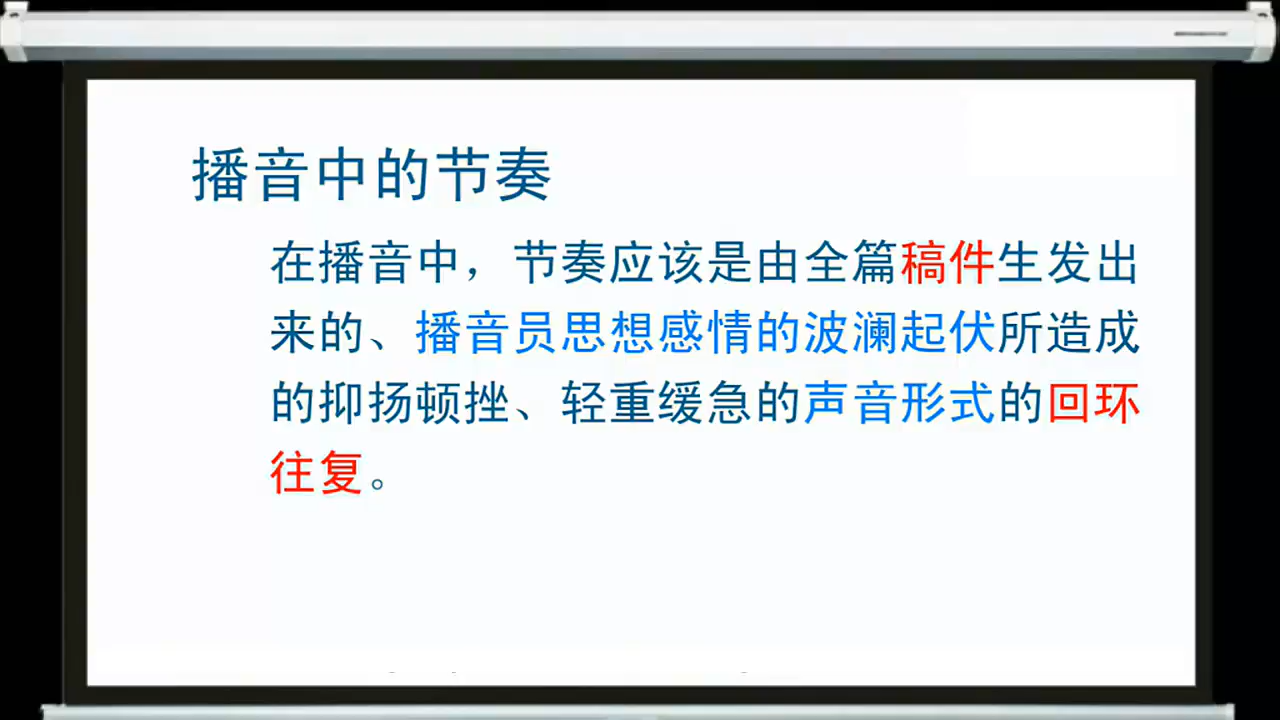 播音中的节奏
在播音中，节奏应该是由全篇稿件生发出
来的、播音员思想感情的波澜起伏所造成
的抑扬顿挫、轻重缓急的声音形式的回环
往复。